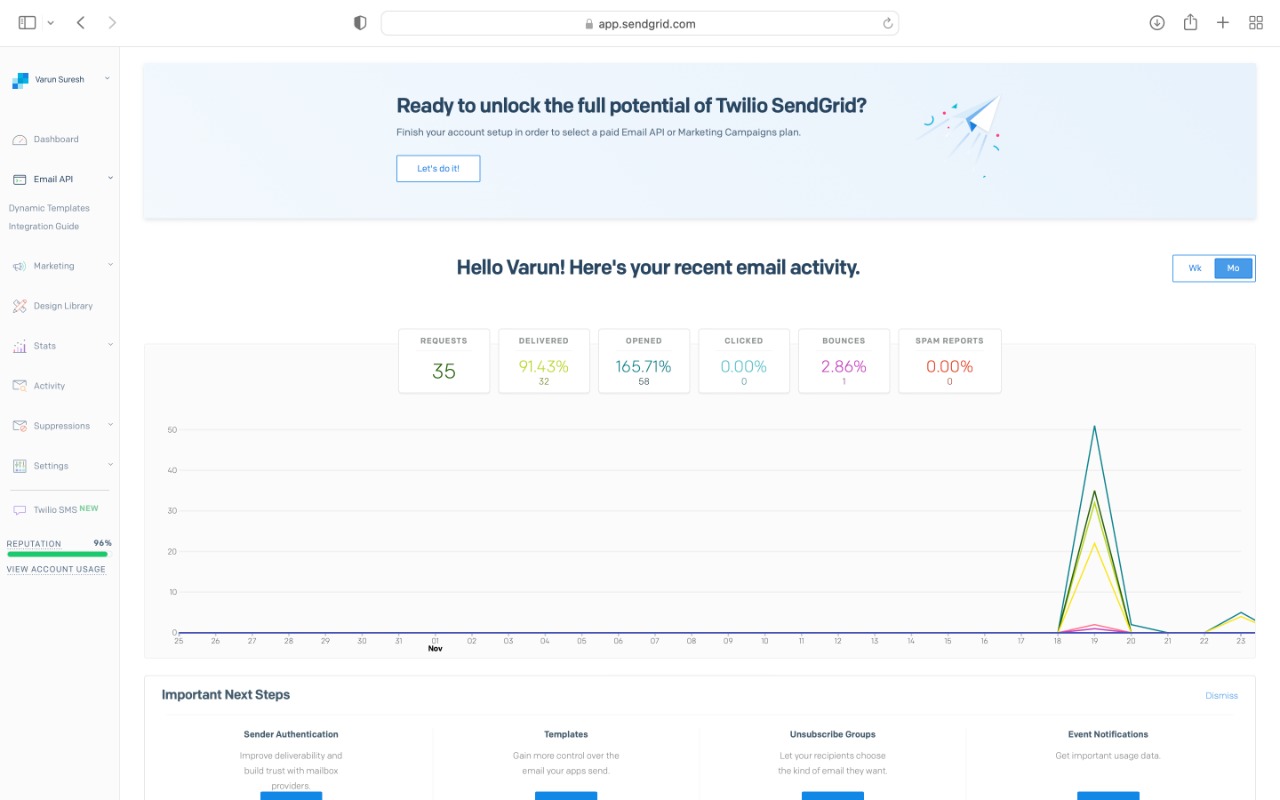 app.sendgrid.com
Varun Suresh
Dashboard
Email API
Dynamic Templates
Integration Guide
Marketing
Design Library
Stats
Activity
Suppressions
Settings
Twilio SMS NEW
REPUTATION 96%
VIEW ACCOUNT USAGE
Ready to unlock the full potential of Twilio SendGrid?
Finish your account setup in order to select a paid Email API or Marketing Campaigns plan.
Let's do it!
Hello Varun! Here's your recent email activity.
Wk Mo
REQUESTS DELIVERED OPENED CLICKED BOUNCES SPAM REPORTS
35 91.43% 165.71% 0.00% 2.86% 0.00%
32 58 0 1 0
50
40
30
20
10
0
25 26 27 28 29 30 31 01 02 03 04 05 06 07 08 09 10 11 12 13 14 15 16 17 18 19 20 21 22 23
Nov
Important Next Steps Dismiss
Sender Authentication Templates Unsubscribe Groups Event Notifications
Improve deliverability and Gain more control over the Let your recipients choose Get important usage data.
build trust with mailbox email your apps send. the kind of email they want.
providers.